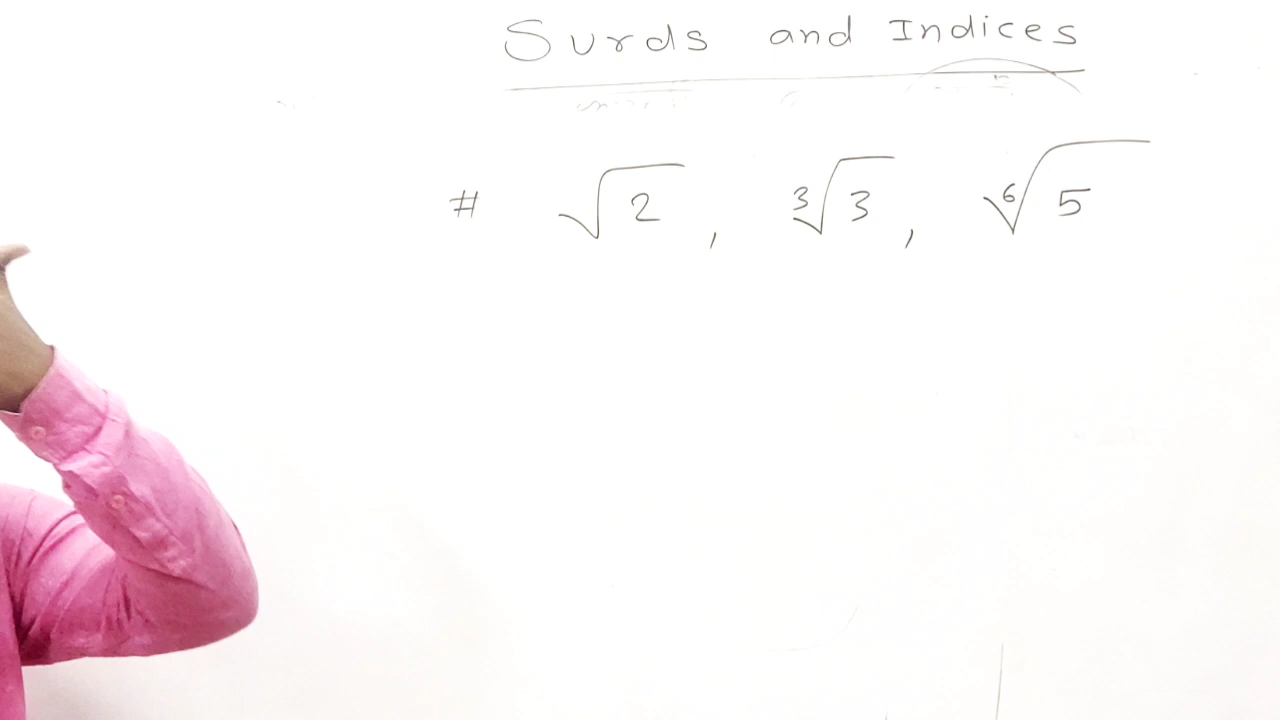 Surds and Indices
# √2 , ∛3 , ⁶√5